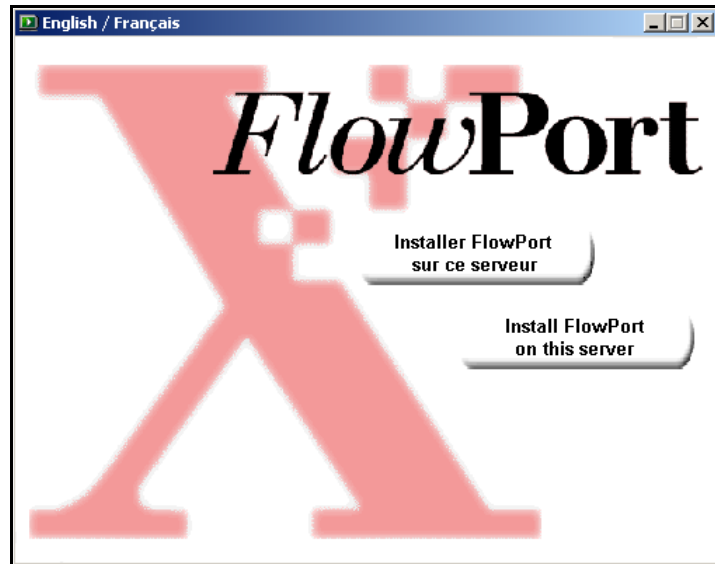 English / Français
FlowPort
Installer FlowPort
sur ce serveur
Install FlowPort
on this server